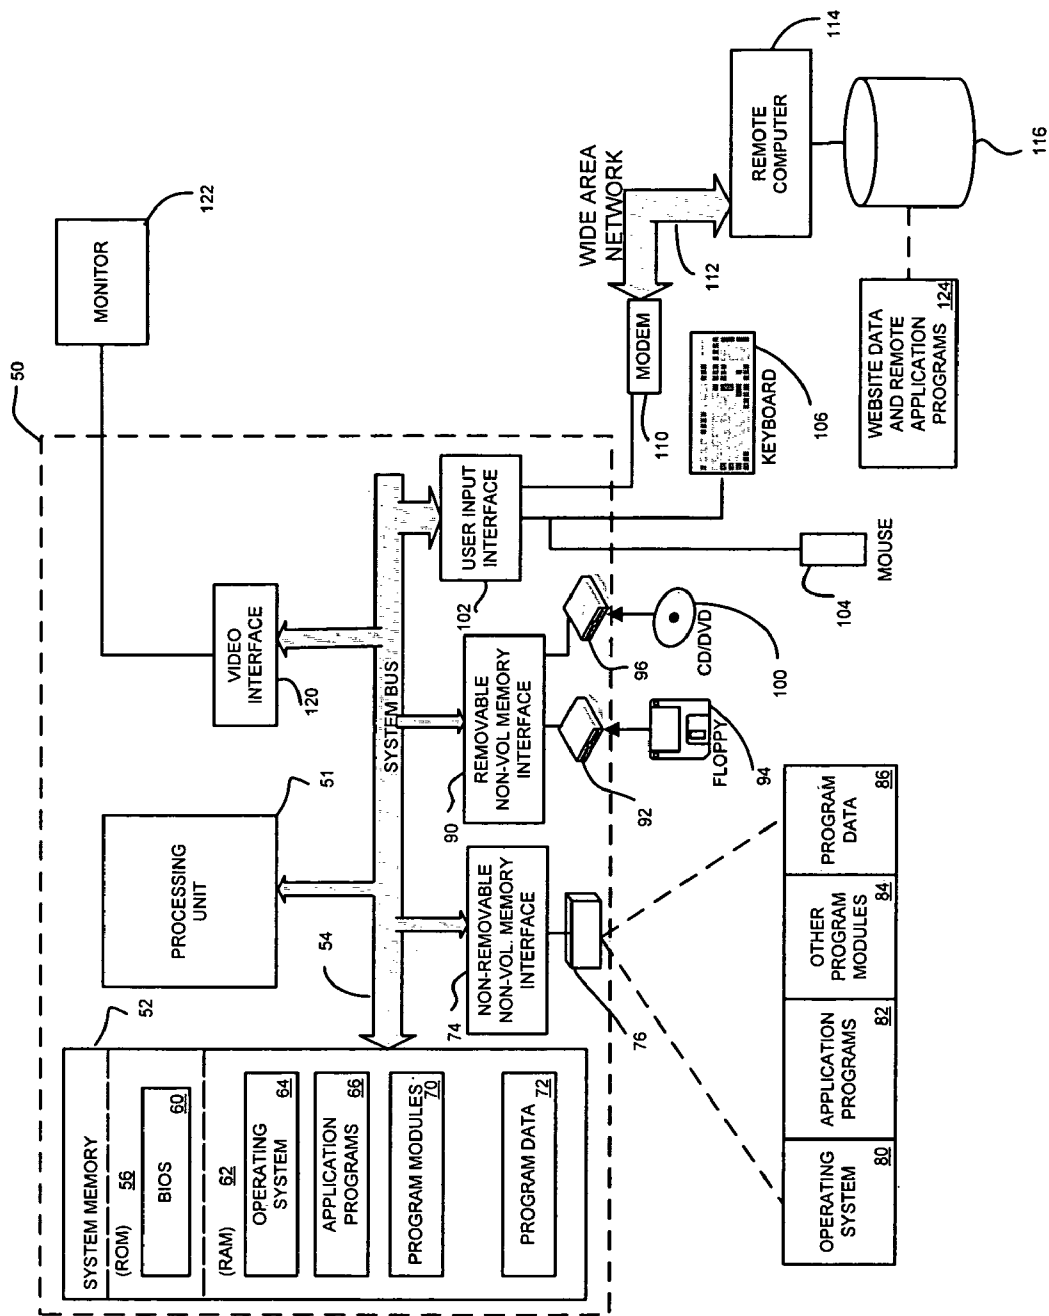 50
SYSTEM MEMORY
52
(ROM) 56
BIOS
60
(RAM) 62
OPERATING
SYSTEM
64
APPLICATION
PROGRAMS
66
PROGRAM MODULES
70
PROGRAM DATA
72
PROCESSING
UNIT
51
54
SYSTEM BUS
VIDEO
INTERFACE
120
MONITOR
122
NON-REMOVABLE
NON-VOL. MEMORY
INTERFACE
74
76
REMOVABLE
NON-VOL MEMORY
INTERFACE
90
92
96
USER INPUT
INTERFACE
102
FLOPPY
94
CD/DVD
100
MOUSE
104
KEYBOARD
106
MODEM
110
WIDE AREA
NETWORK
112
REMOTE
COMPUTER
114
116
WEBSITE DATA
AND REMOTE
APPLICATION
PROGRAMS
124
OPERATING
SYSTEM
80
APPLICATION
PROGRAMS
82
OTHER
PROGRAM
MODULES
84
PROGRAM
DATA
86